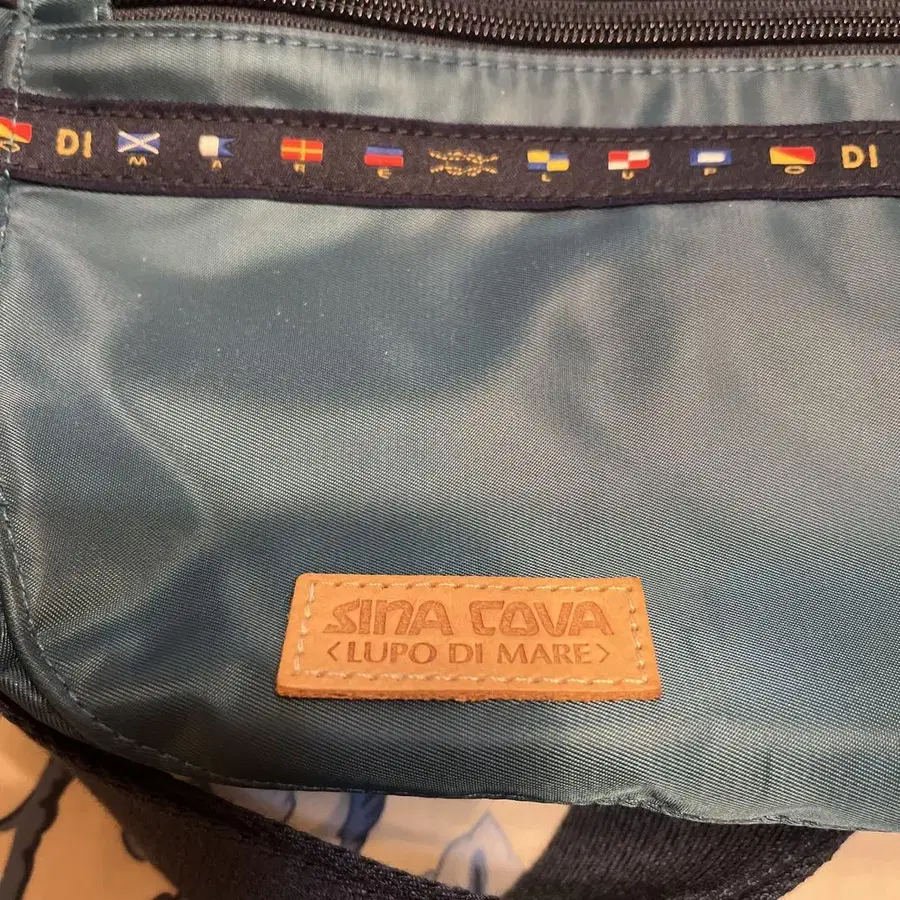 O DI M A R E L U P O DI
SINA COVA
<LUPO DI MARE>